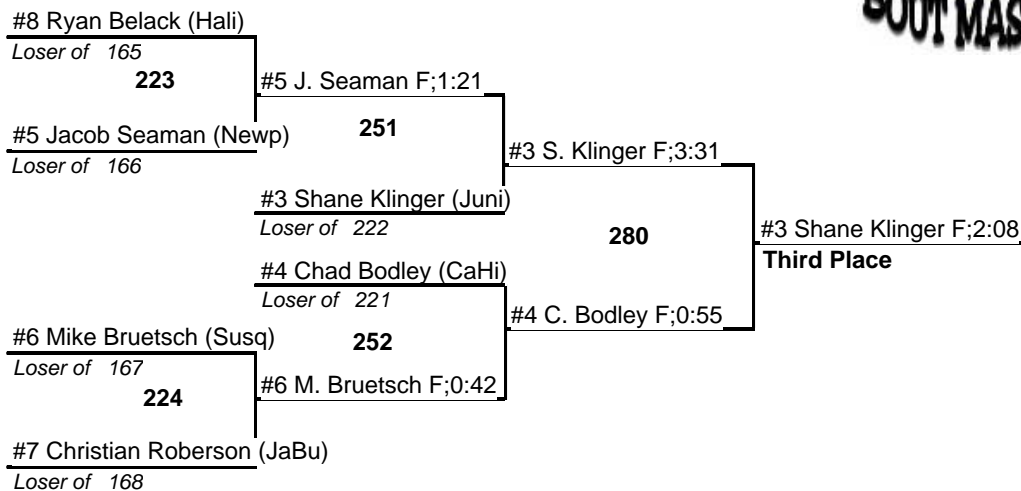 BOUT MAS
#8 Ryan Belack (Hali)
Loser of 165
223
#5 J. Seaman F;1:21
251
#5 Jacob Seaman (Newp)
Loser of 166
#3 S. Klinger F;3:31
#3 Shane Klinger (Juni)
Loser of 222
280
#3 Shane Klinger F;2:08
Third Place
#4 Chad Bodley (CaHi)
Loser of 221
#4 C. Bodley F;0:55
#6 Mike Bruetsch (Susq)
252
Loser of 167
224
#6 M. Bruetsch F;0:42
#7 Christian Roberson (JaBu)
Loser of 168